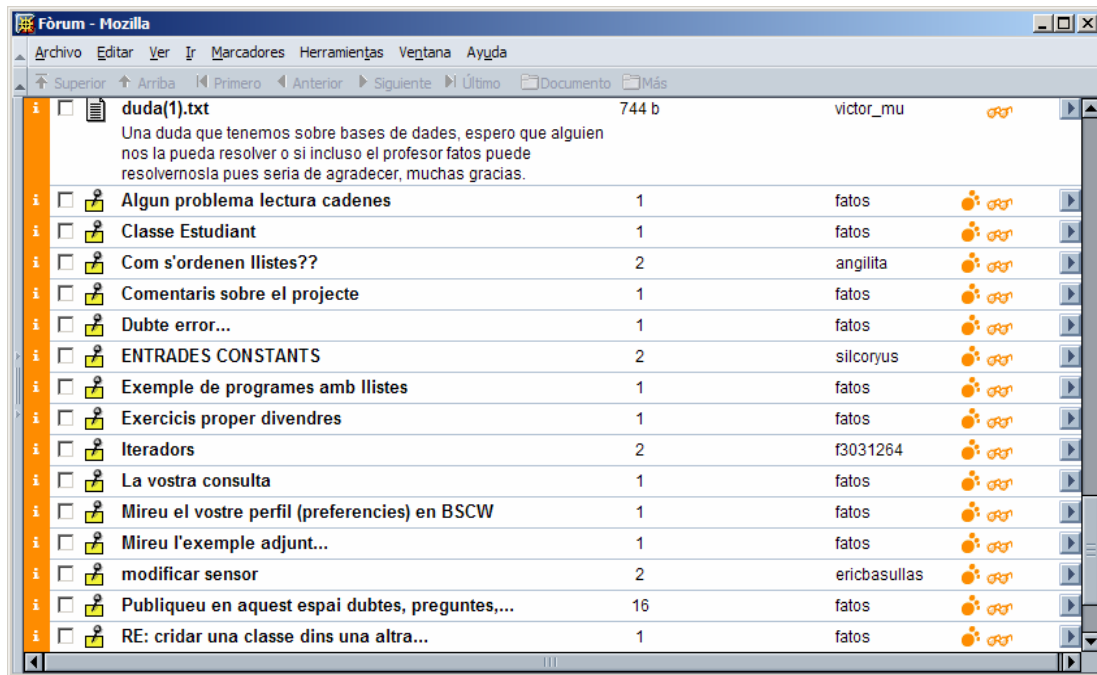 Fòrum - Mozilla
Archivo Editar Ver Ir Marcadores Herramientas Ventana Ayuda
Superior Arriba Primero Anterior Siguiente Último Documento Más
i duda(1).txt 744 b victor_mu
Una duda que tenemos sobre bases de dades, espero que alguien
nos la pueda resolver o si incluso el profesor fatos puede
resolvernosla pues seria de agradecer, muchas gracias.
i Algun problema lectura cadenes 1 fatos
i Classe Estudiant 1 fatos
i Com s'ordenen llistes?? 2 angilita
i Comentaris sobre el projecte 1 fatos
i Dubte error... 1 fatos
i ENTRADES CONSTANTS 2 silcoryus
i Exemple de programes amb llistes 1 fatos
i Exercicis proper divendres 1 fatos
i Iteradors 2 f3031264
i La vostra consulta 1 fatos
i Mireu el vostre perfil (preferencies) en BSCW 1 fatos
i Mireu l'exemple adjunt... 1 fatos
i modificar sensor 2 ericbasullas
i Publiqueu en aquest espai dubtes, preguntes,... 16 fatos
i RE: cridar una classe dins una altra... 1 fatos